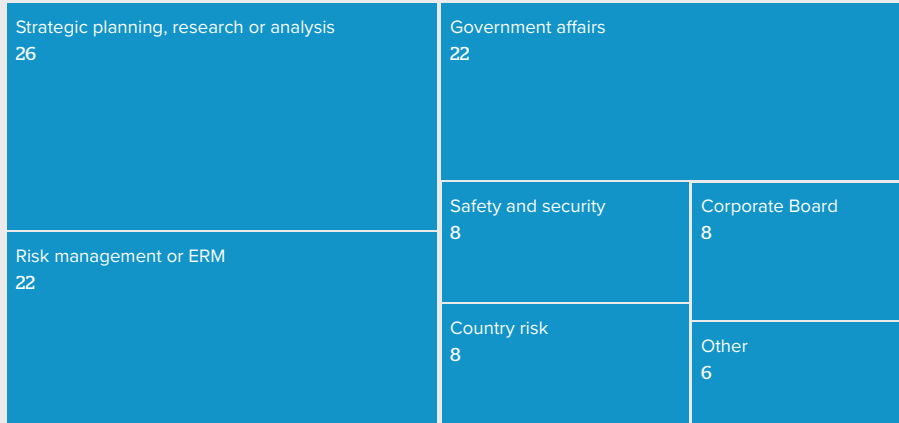 Strategic planning, research or analysis
26
Government affairs
22
Risk management or ERM
22
Safety and security
8
Corporate Board
8
Country risk
8
Other
6